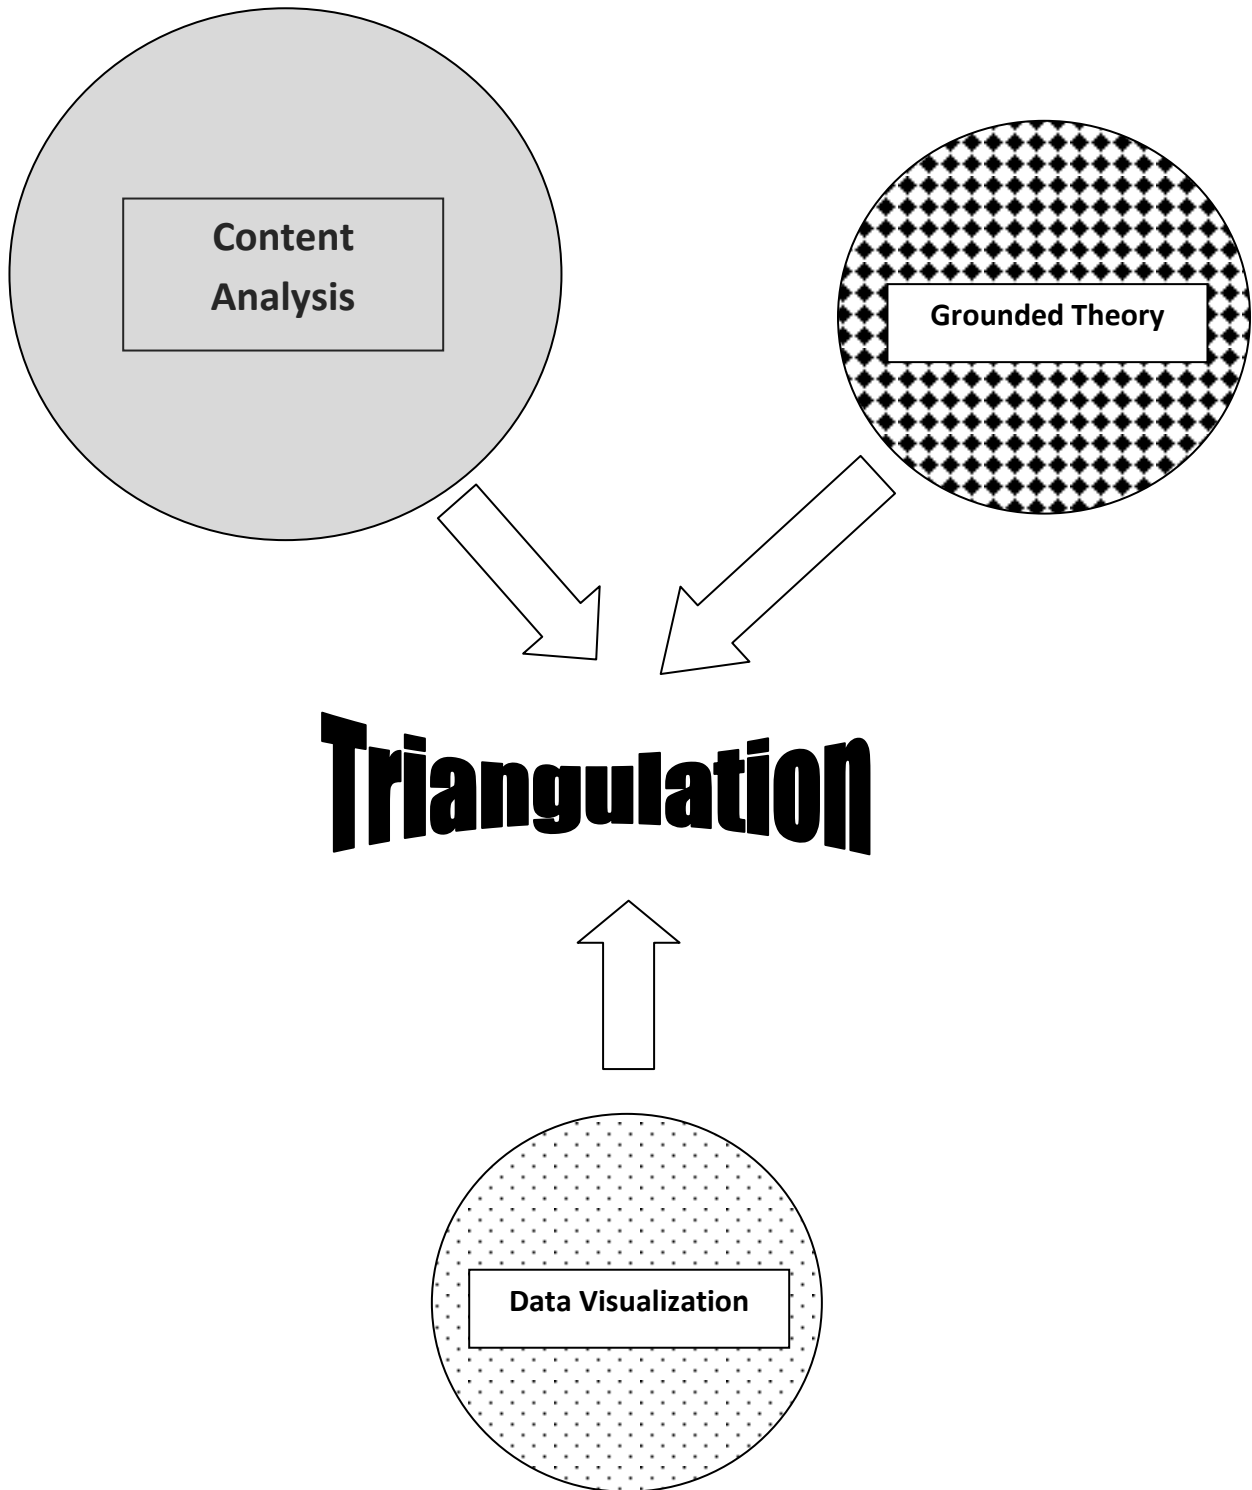 Content
Analysis
Grounded Theory
Triangulation
Data Visualization